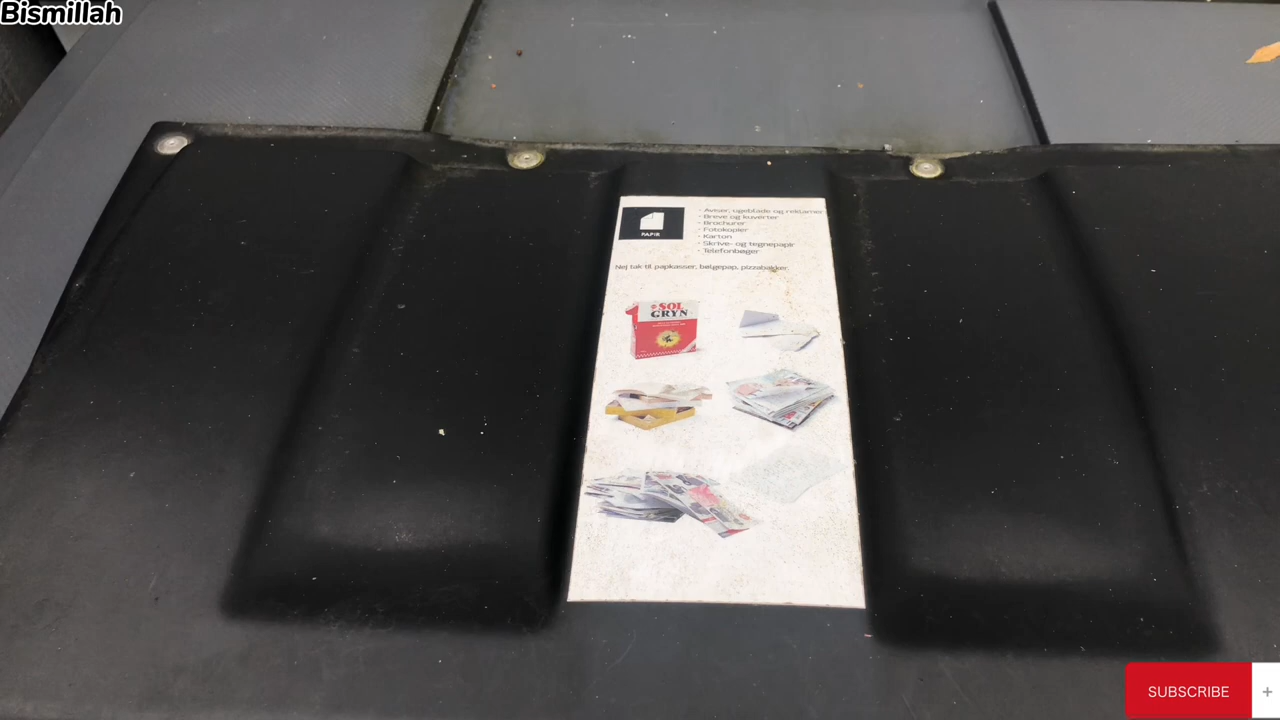 Bismillah
PAPIR
- Aviser, ugeblade og reklamer
- Breve og kuverter
- Brochurer
- Fotokopier
- Karton
- Skrive- og tegnepapir
- Telefonbøger
Nej tak til papkasser, bølgepap, pizzabakker
SOL
GRYN
SUBSCRIBE +